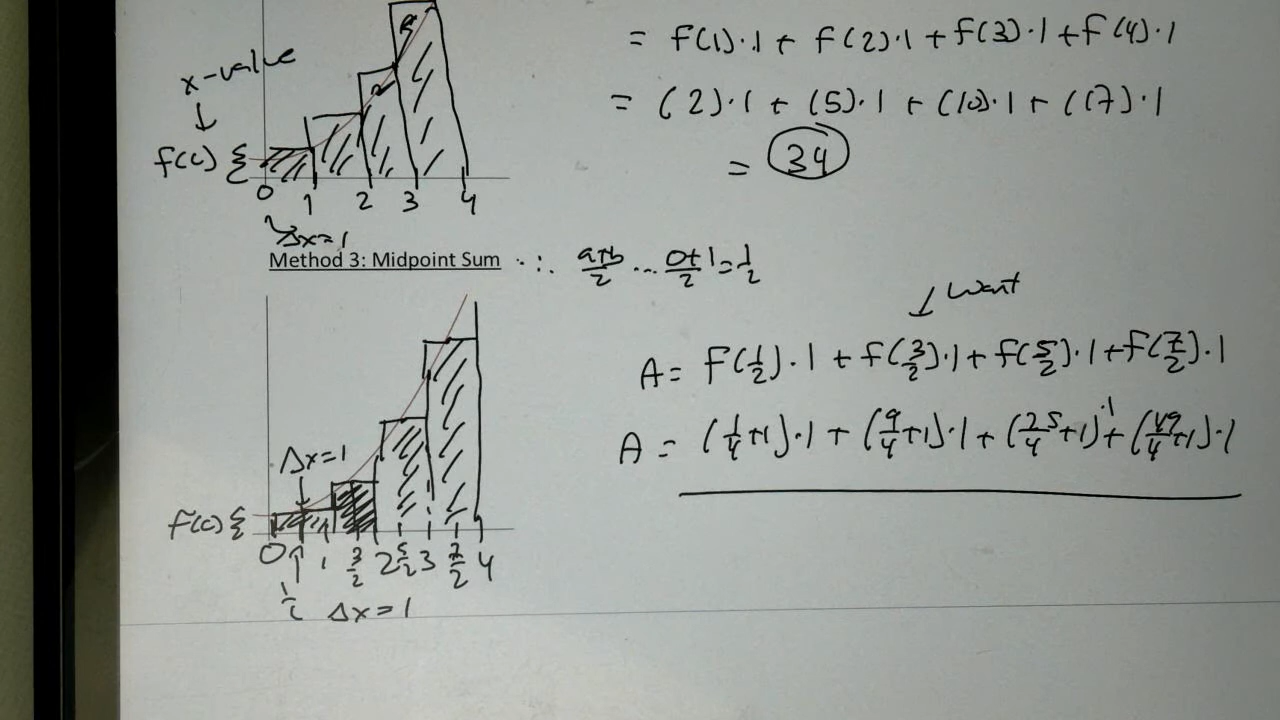 = f(1)·1 + f(2)·1 + f(3)·1 + f(4)·1
x-value
= (2)·1 + (5)·1 + (10)·1 + (17)·1
f(c) {
= 34
0 1 2 3 4
Δx=1
Method 3: Midpoint Sum ∴ a+b/2 ... 0+1/2 = 1/2
↓ Want
A = f(1/2)·1 + f(3/2)·1 + f(5/2)·1 + f(7/2)·1
A = (1/4+1)·1 + (9/4+1)·1 + (25/4+1)·1 + (49/4+1)·1
Δx=1
f(c) {
0 1/2 1 3/2 2 5/2 3 7/2 4
Δx=1